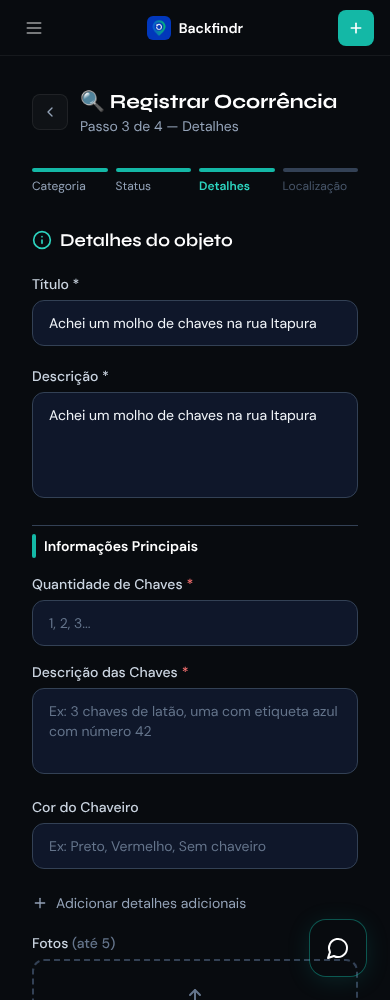 Backfindr
🔍 Registrar Ocorrência
Passo 3 de 4 — Detalhes
Categoria Status Detalhes Localização
Detalhes do objeto
Título *
Achei um molho de chaves na rua Itapura
Descrição *
Achei um molho de chaves na rua Itapura
Informações Principais
Quantidade de Chaves *
1, 2, 3...
Descrição das Chaves *
Ex: 3 chaves de latão, uma com etiqueta azul
com número 42
Cor do Chaveiro
Ex: Preto, Vermelho, Sem chaveiro
+ Adicionar detalhes adicionais
Fotos (até 5)